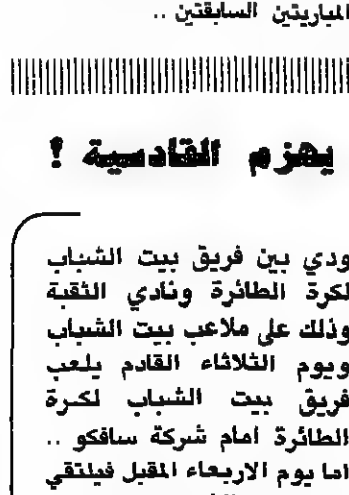 المباريتين السابقتين ..
يهزم القادسية !
ودي بين فريق بيت الشباب
لكرة الطائرة ونادي الثقبة
وذلك على ملاعب بيت الشباب
ويوم الثلاثاء القادم يلعب
فريق بيت الشباب لكرة
الطائرة امام شركة سافكو ..
اما يوم الاربعاء المقبل فيلتقي